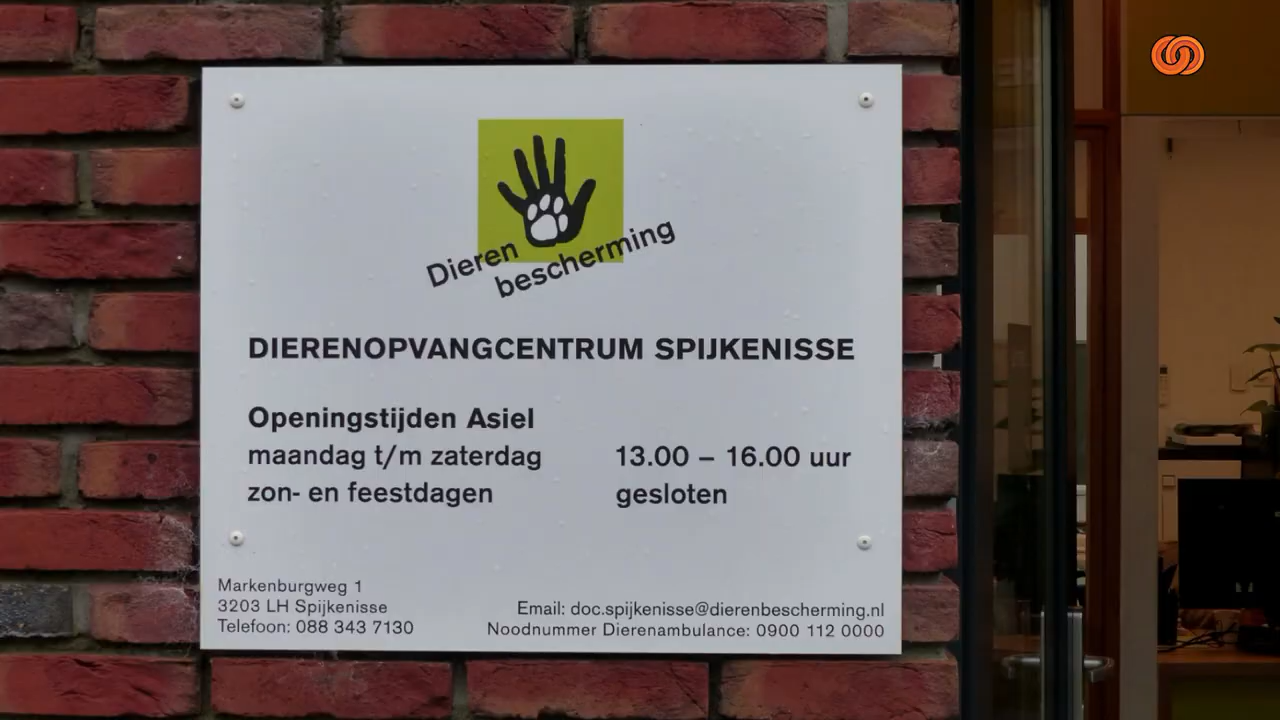 Dieren
bescherming
DIERENOPVANGCENTRUM SPIJKENISSE
Openingstijden Asiel
maandag t/m zaterdag 13.00 – 16.00 uur
zon- en feestdagen gesloten
Markenburgweg 1
3203 LH Spijkenisse
Telefoon: 088 343 7130
Email: doc.spijkenisse@dierenbescherming.nl
Noodnummer Dierenambulance: 0900 112 0000